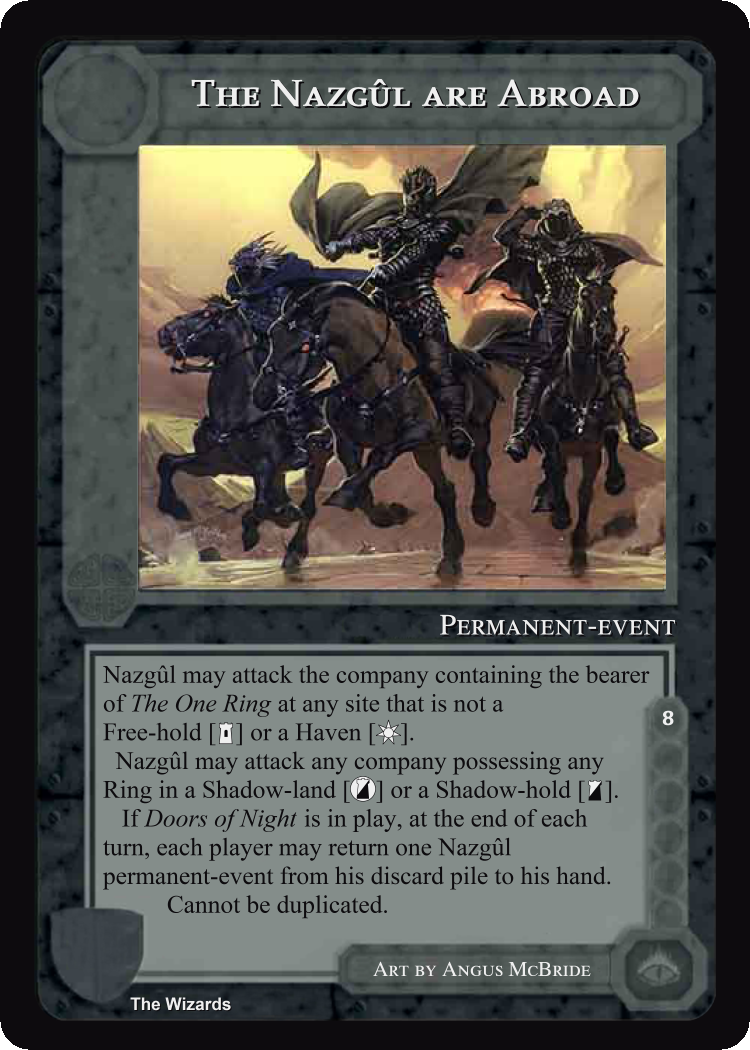 The Nazgûl are Abroad
Permanent-event
Nazgûl may attack the company containing the bearer
of The One Ring at any site that is not a
Free-hold [] or a Haven [].
Nazgûl may attack any company possessing any
Ring in a Shadow-land [] or a Shadow-hold [].
If Doors of Night is in play, at the end of each
turn, each player may return one Nazgûl
permanent-event from his discard pile to his hand.
Cannot be duplicated.
8
Art by Angus McBride
The Wizards